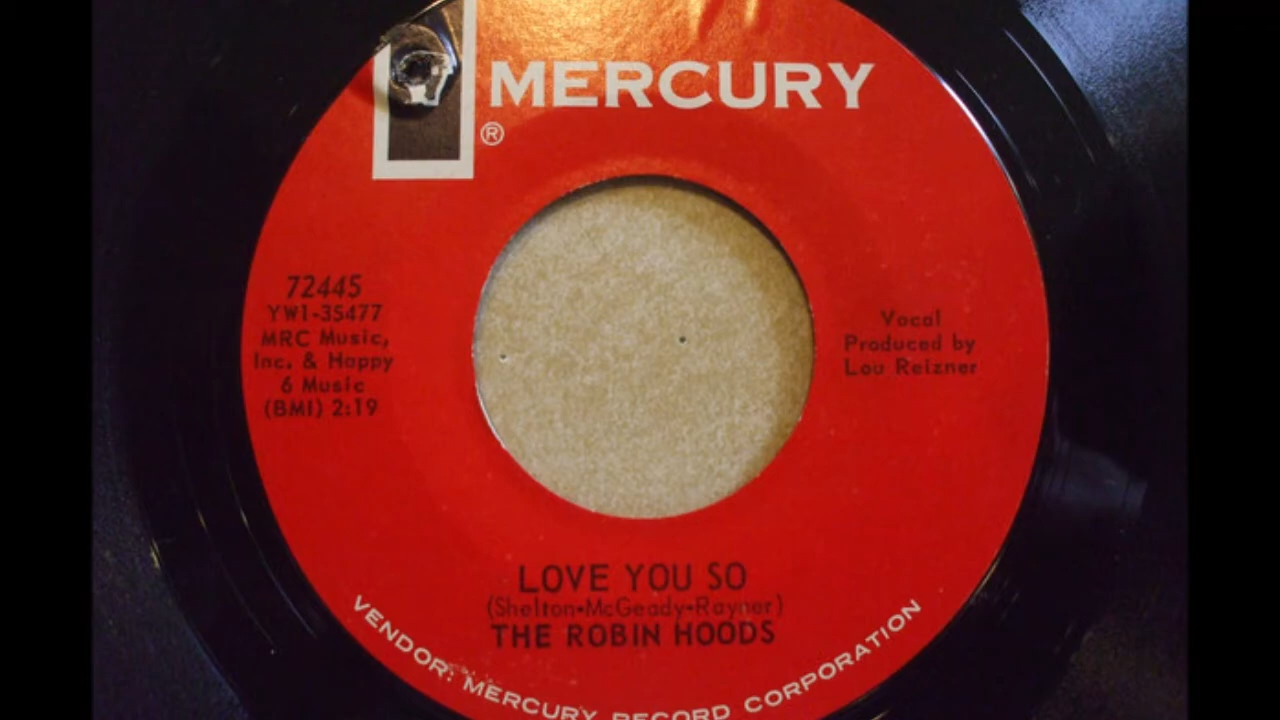 MERCURY
®
72445
YW1-35477
MRC Music,
Inc. & Happy
6 Music
(BMI) 2:19
Vocal
Produced by
Lou Reizner
LOVE YOU SO
(Shelton•McGeady•Rayner)
THE ROBIN HOODS
VENDOR: MERCURY RECORD CORPORATION